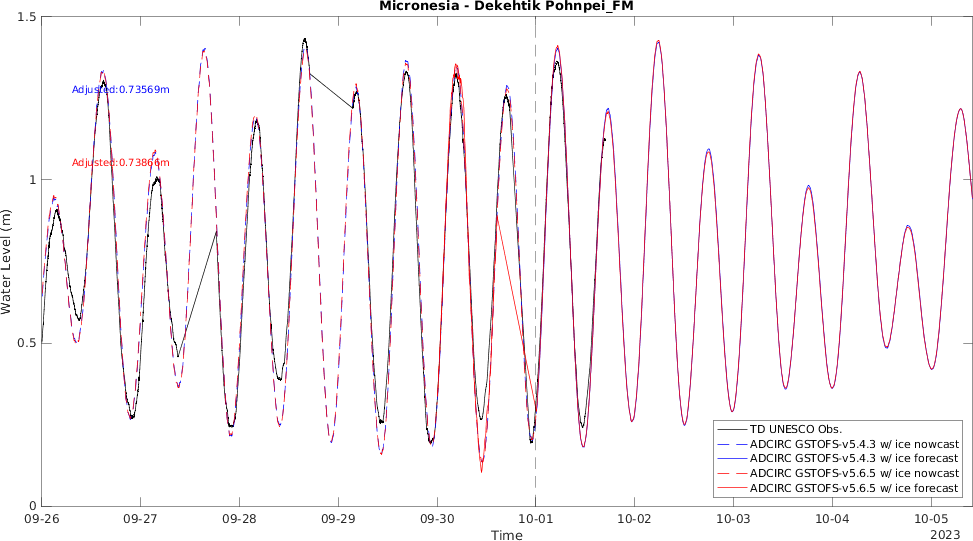 Micronesia - Dekehtik Pohnpei_FM
1.5
1
0.5
0
Water Level (m)
Adjusted:0.73569m
Adjusted:0.73866m
TD UNESCO Obs.
ADCIRC GSTOFS-v5.4.3 w/ ice nowcast
ADCIRC GSTOFS-v5.4.3 w/ ice forecast
ADCIRC GSTOFS-v5.6.5 w/ ice nowcast
ADCIRC GSTOFS-v5.6.5 w/ ice forecast
09-26 09-27 09-28 09-29 09-30 10-01 10-02 10-03 10-04 10-05
Time
2023